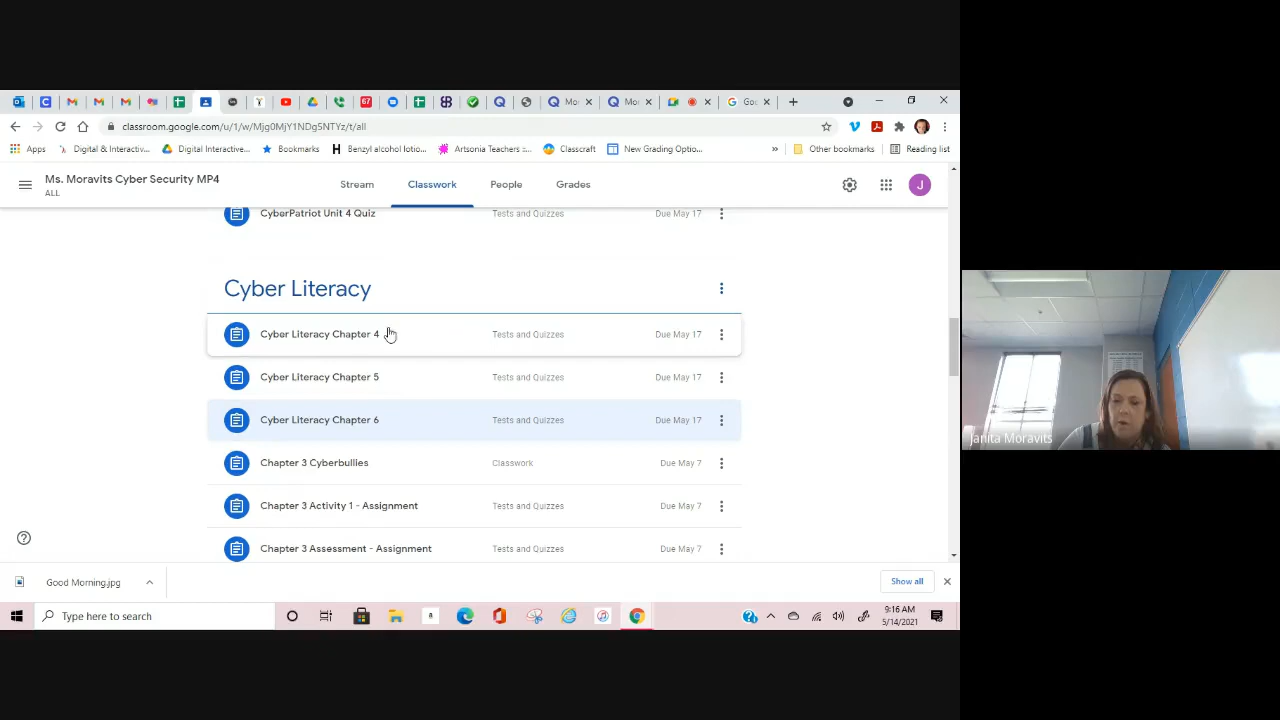 Mo
Mo
Goc
classroom.google.com/u/1/w/Mjg0MjY1NDg5NTYz/t/all
Apps
Digital & Interactiv...
Digital Interactive...
Bookmarks
Benzyl alcohol lotio...
Artsonia Teachers ::...
Classcraft
New Grading Optio...
»
Other bookmarks
Reading list
Ms. Moravits Cyber Security MP4
ALL
Stream
Classwork
People
Grades
J
CyberPatriot Unit 4 Quiz
Tests and Quizzes
Due May 17
Cyber Literacy
Cyber Literacy Chapter 4
Tests and Quizzes
Due May 17
Cyber Literacy Chapter 5
Tests and Quizzes
Due May 17
Cyber Literacy Chapter 6
Tests and Quizzes
Due May 17
Chapter 3 Cyberbullies
Classwork
Due May 7
Chapter 3 Activity 1 - Assignment
Tests and Quizzes
Due May 7
Chapter 3 Assessment - Assignment
Tests and Quizzes
Due May 7
Janita Moravits
Good Morning.jpg
Show all
Type here to search
9:16 AM
5/14/2021